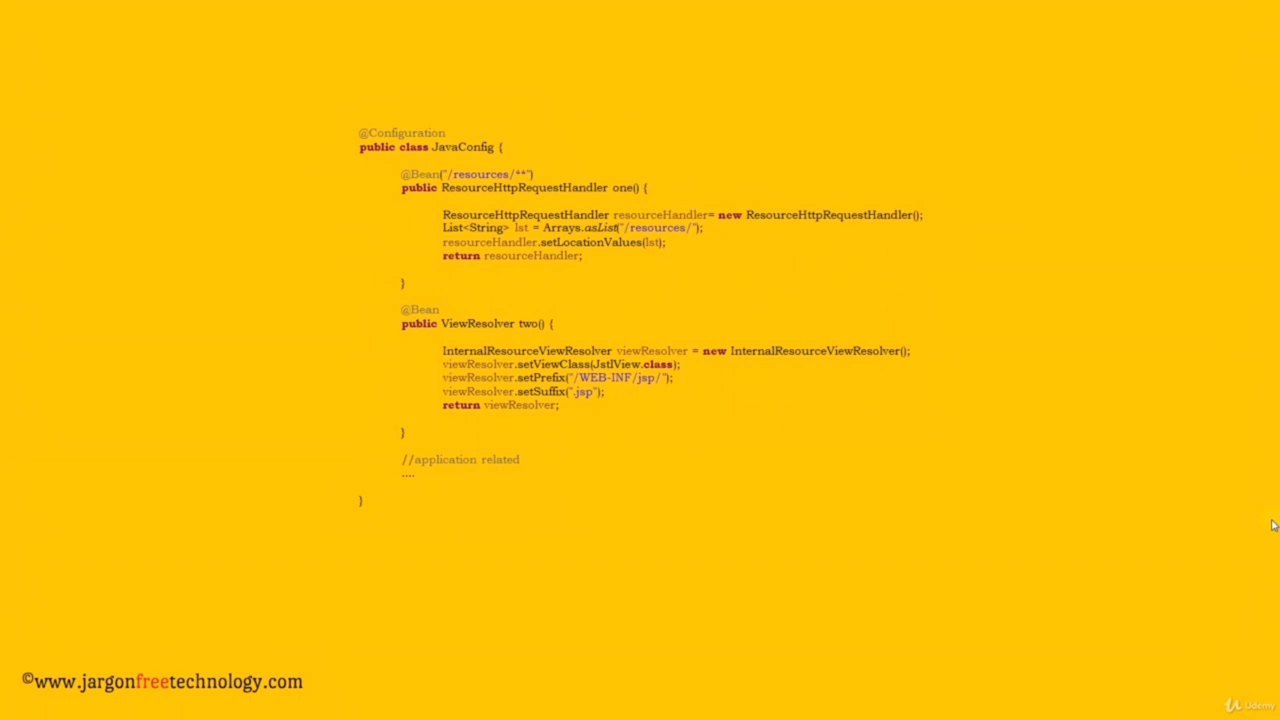 @Configuration
public class JavaConfig {
@Bean("/resources/**")
public ResourceHttpRequestHandler one() {
ResourceHttpRequestHandler resourceHandler= new ResourceHttpRequestHandler();
List<String> lst = Arrays.asList("/resources/");
resourceHandler.setLocationValues(lst);
return resourceHandler;
}
@Bean
public ViewResolver two() {
InternalResourceViewResolver viewResolver = new InternalResourceViewResolver();
viewResolver.setViewClass(JstlView.class);
viewResolver.setPrefix("/WEB-INF/jsp/");
viewResolver.setSuffix(".jsp");
return viewResolver;
}
//application related
....
}
©www.jargonfreetechnology.com
Udemy